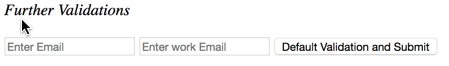 Further Validations
Enter Email Enter work Email Default Validation and Submit